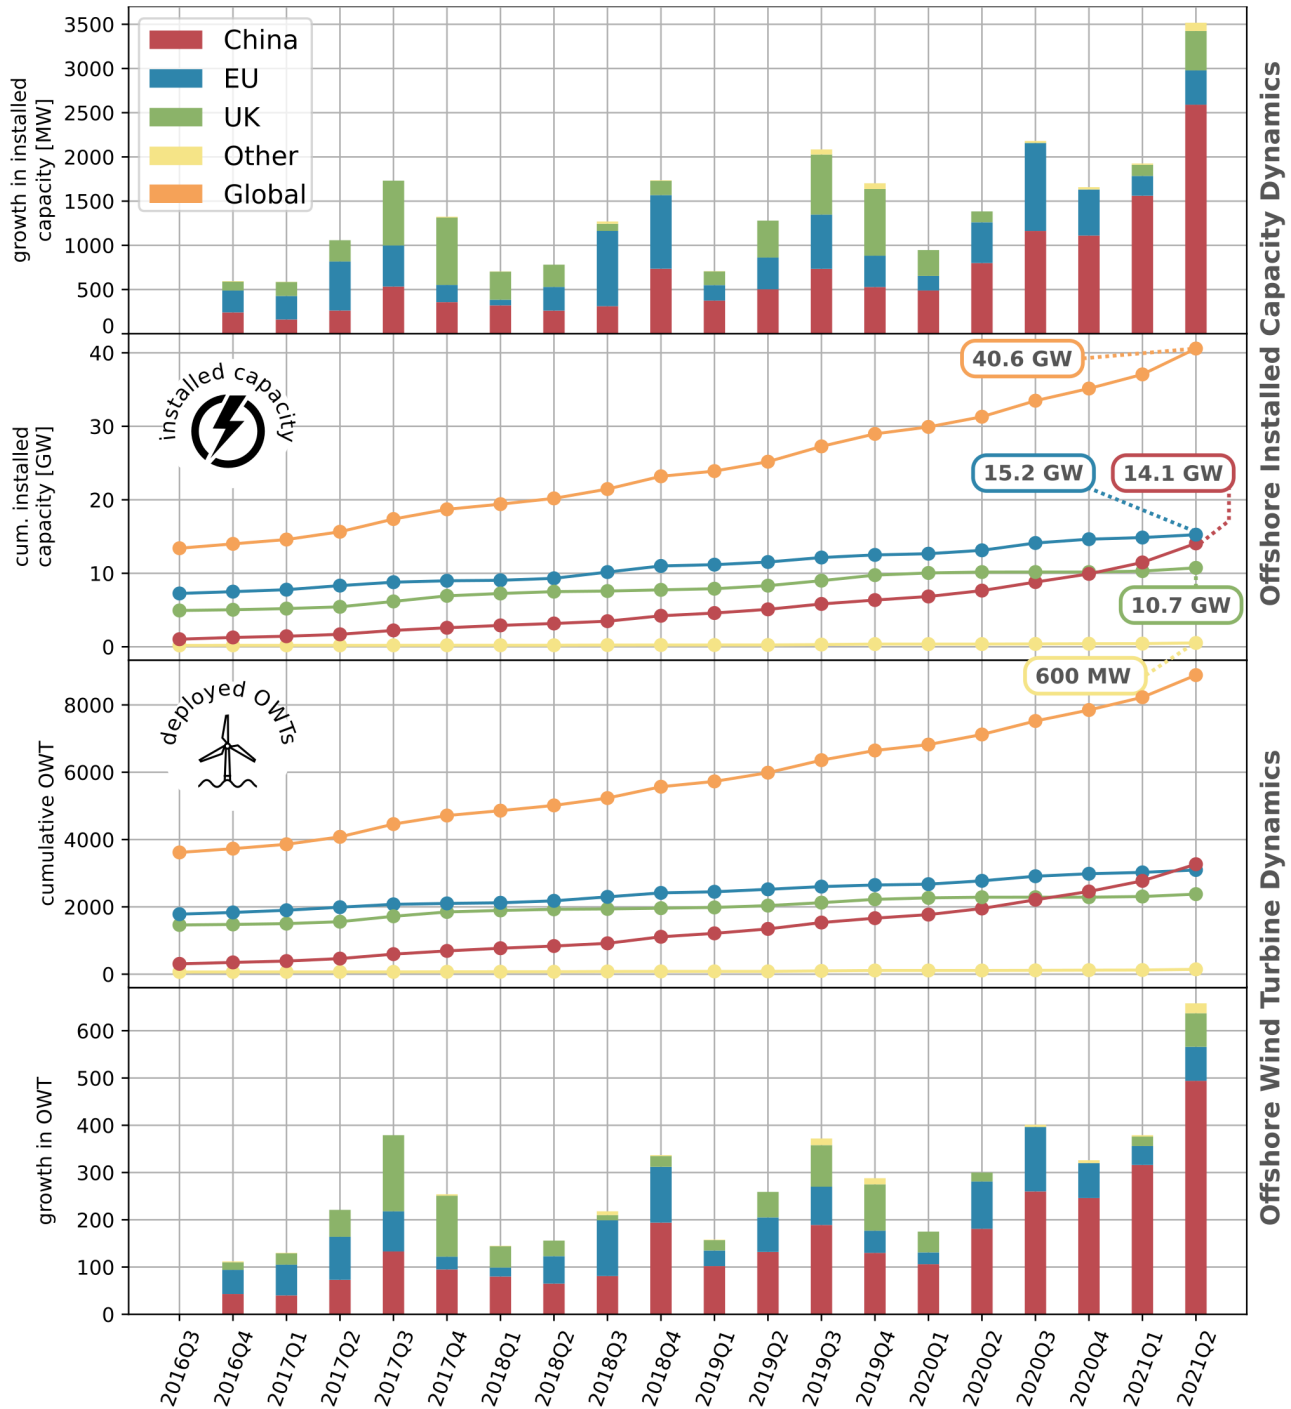 3500
3000
2500
2000
1500
1000
500
0
growth in installed
capacity [MW]
China
EU
UK
Other
Global
Offshore Installed Capacity Dynamics
40
30
20
10
0
cum. installed
capacity [GW]
installed capacity
40.6 GW
15.2 GW
14.1 GW
10.7 GW
600 MW
8000
6000
4000
2000
0
cumulative OWT
deployed OWTs
Offshore Wind Turbine Dynamics
600
500
400
300
200
100
0
growth in OWT
2016Q3
2016Q4
2017Q1
2017Q2
2017Q3
2017Q4
2018Q1
2018Q2
2018Q3
2018Q4
2019Q1
2019Q2
2019Q3
2019Q4
2020Q1
2020Q2
2020Q3
2020Q4
2021Q1
2021Q2